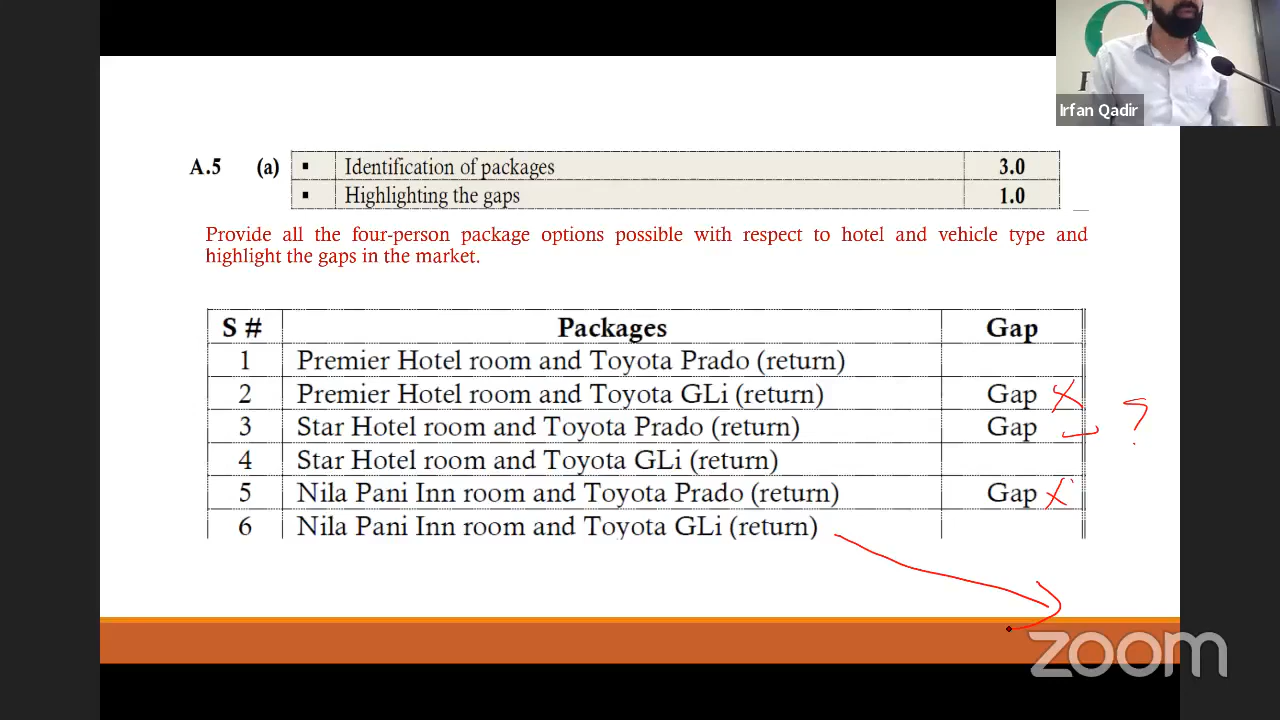 Irfan Qadir
A.5 (a) ▪ Identification of packages 3.0
▪ Highlighting the gaps 1.0
Provide all the four-person package options possible with respect to hotel and vehicle type and
highlight the gaps in the market.
S # Packages Gap
1 Premier Hotel room and Toyota Prado (return)
2 Premier Hotel room and Toyota GLi (return) Gap X
3 Star Hotel room and Toyota Prado (return) Gap ?
4 Star Hotel room and Toyota GLi (return)
5 Nila Pani Inn room and Toyota Prado (return) Gap X
6 Nila Pani Inn room and Toyota GLi (return)
zoom